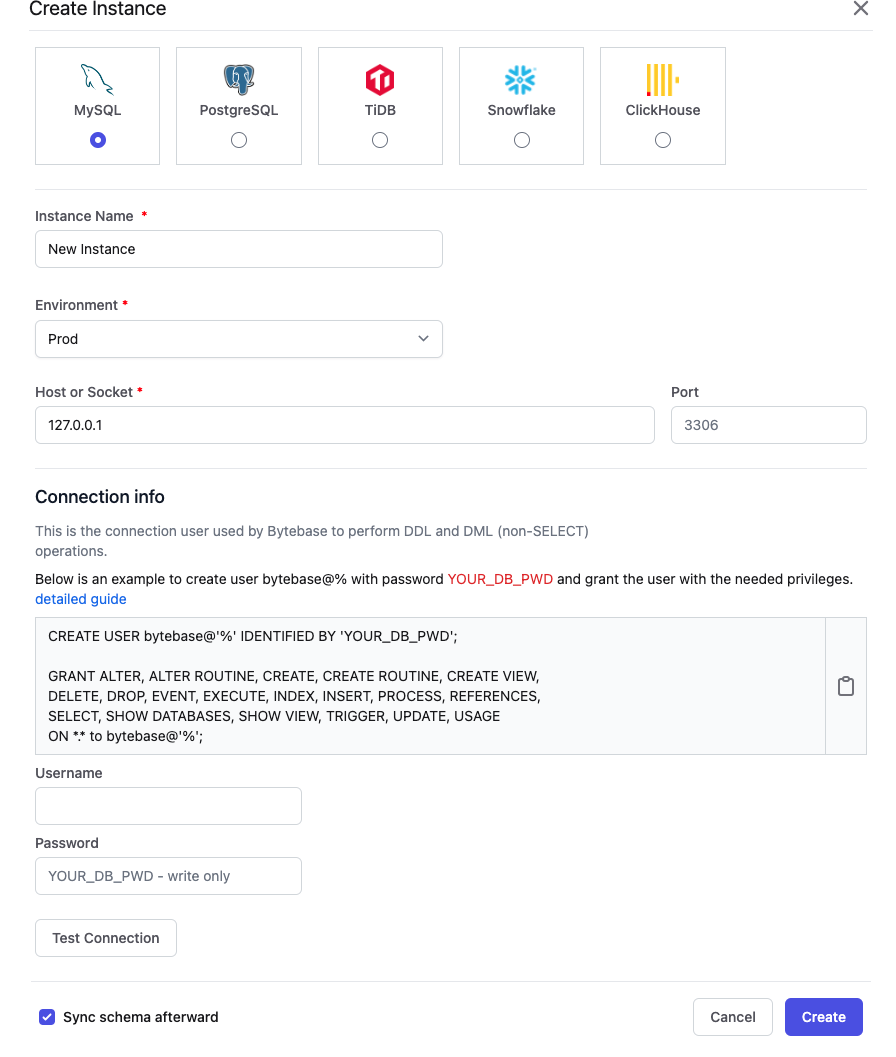 Create Instance
MySQL
PostgreSQL
TiDB
Snowflake
ClickHouse
Instance Name *
New Instance
Environment *
Prod
Host or Socket *
Port
127.0.0.1
3306
Connection info
This is the connection user used by Bytebase to perform DDL and DML (non-SELECT)
operations.
Below is an example to create user bytebase@% with password YOUR_DB_PWD and grant the user with the needed privileges.
detailed guide
CREATE USER bytebase@'%' IDENTIFIED BY 'YOUR_DB_PWD';
GRANT ALTER, ALTER ROUTINE, CREATE, CREATE ROUTINE, CREATE VIEW,
DELETE, DROP, EVENT, EXECUTE, INDEX, INSERT, PROCESS, REFERENCES,
SELECT, SHOW DATABASES, SHOW VIEW, TRIGGER, UPDATE, USAGE
ON *.* to bytebase@'%';
Username
Password
YOUR_DB_PWD - write only
Test Connection
Sync schema afterward
Cancel
Create